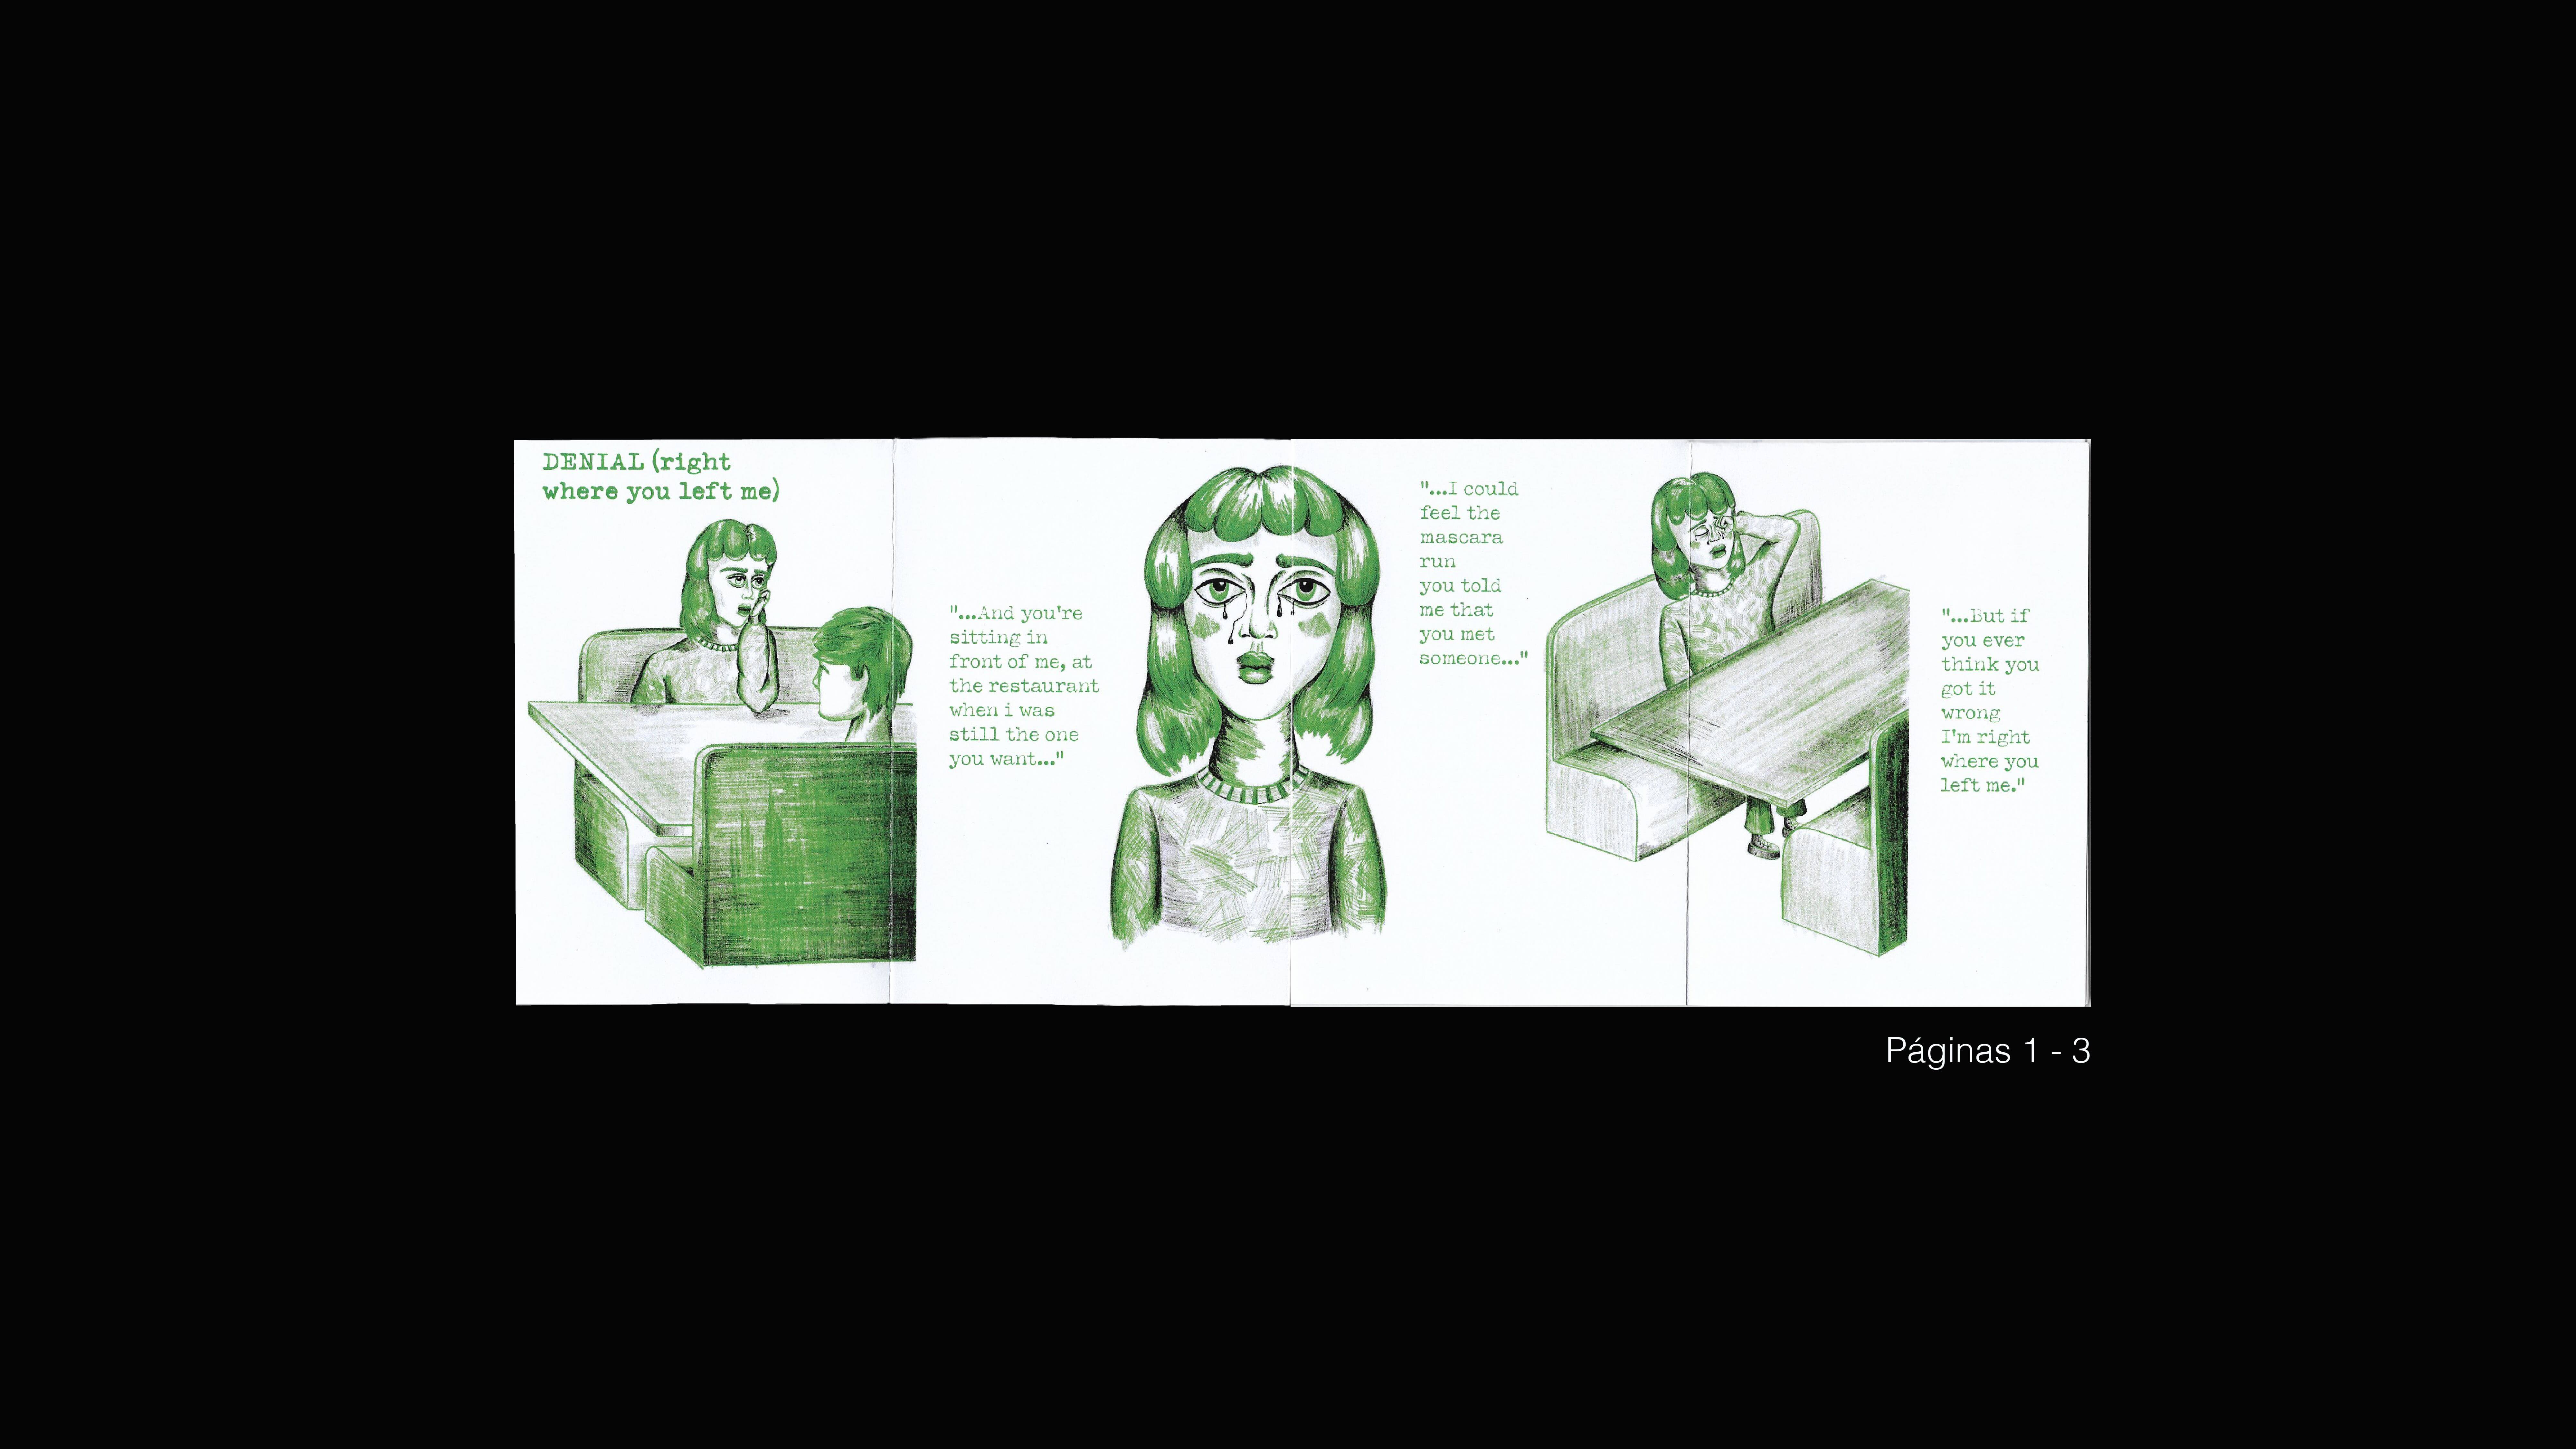 DENIAL (right
where you left me)
"...And you're
sitting in
front of me, at
the restaurant
when i was
still the one
you want..."
"...I could
feel the
mascara
run
you told
me that
you met
someone..."
"...But if
you ever
think you
got it
wrong
I'm right
where you
left me."
Páginas 1 - 3